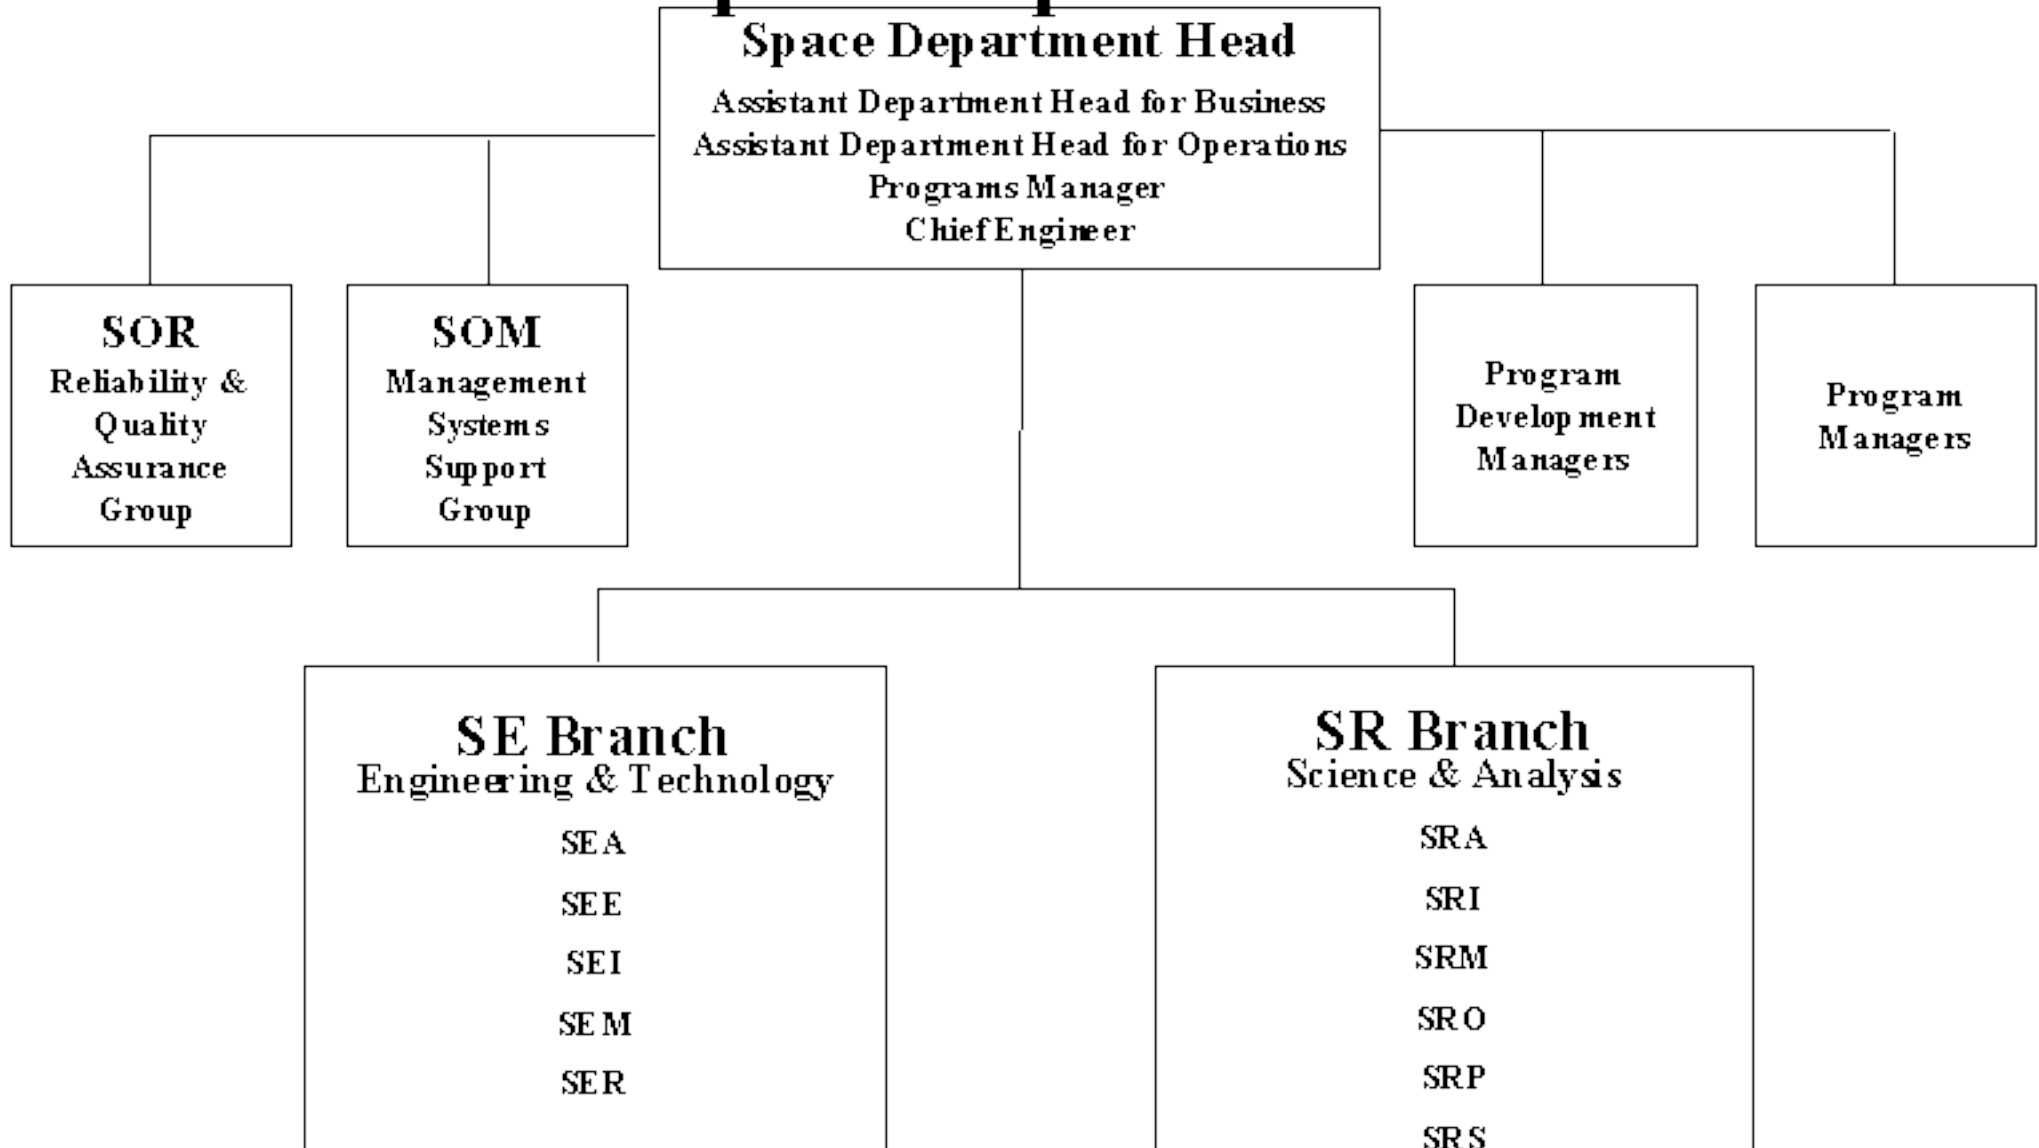 Space Department Head
Assistant Department Head for Business
Assistant Department Head for Operations
Programs Manager
Chief Engineer
SOR
Reliability &
Quality
Assurance
Group
SOM
Management
Systems
Support
Group
Program
Development
Managers
Program
Managers
SE Branch
Engineering & Technology
SEA
SEE
SEI
SEM
SER
SR Branch
Science & Analysis
SRA
SRI
SRM
SRO
SRP
SRS